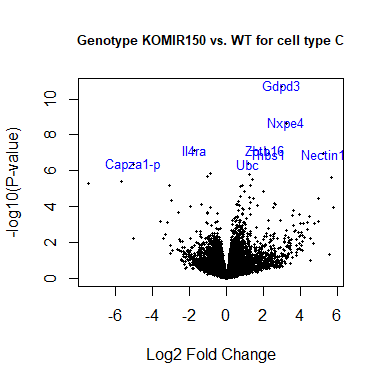 Genotype KOMIR150 vs. WT for cell type C
Gdpd3
Nxpe4
Il4ra
Zbtb16
Thbs1
Nectin1
Capza1-p
Ubc
-log10(P-value)
10
8
6
4
2
0
-6 -4 -2 0 2 4 6
Log2 Fold Change